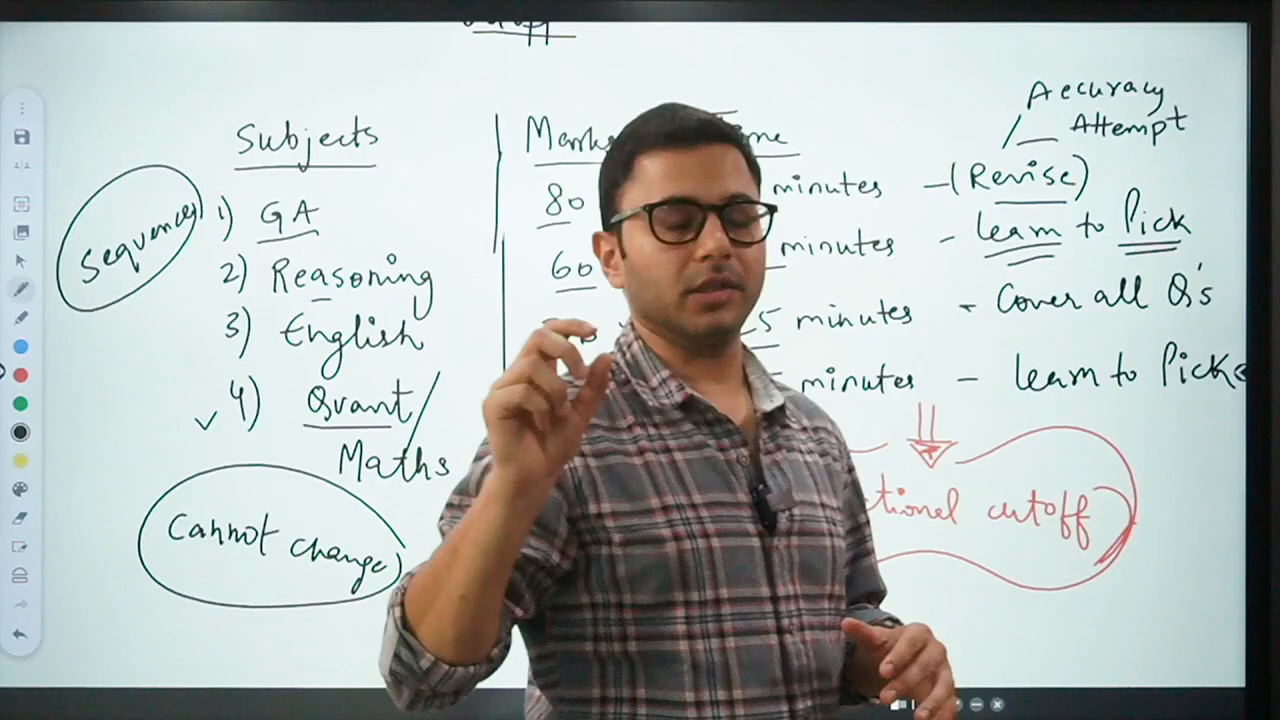 Subjects
Marks
Accuracy
Attempt
Sequences
1) GA
80
minutes - (Revise)
2) Reasoning
60
minutes - learn to Pick
3) English
5 minutes - Cover all Q's
✓ 4) Quant/
Maths
minutes - learn to Pick
Cannot change
cutoff